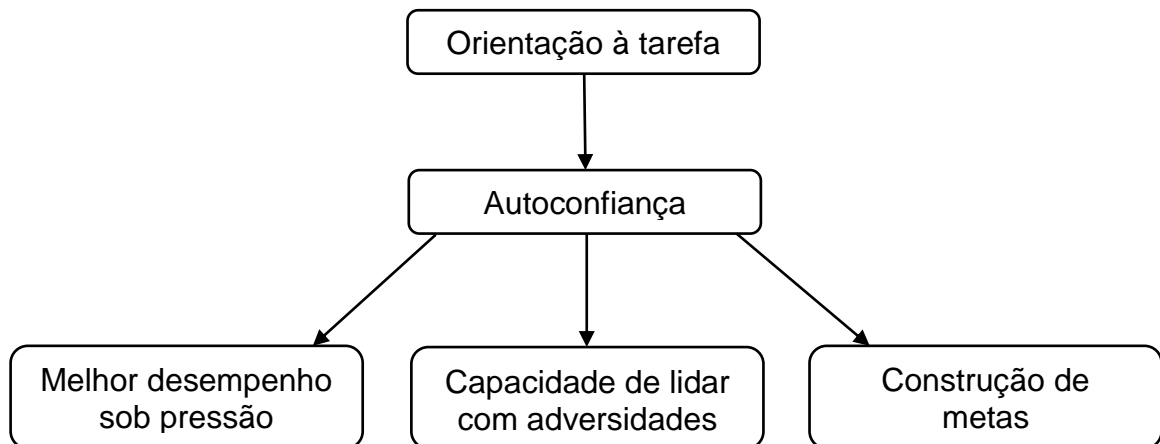 Orientação à tarefa
Autoconfiança
Melhor desempenho
sob pressão
Capacidade de lidar
com adversidades
Construção de
metas